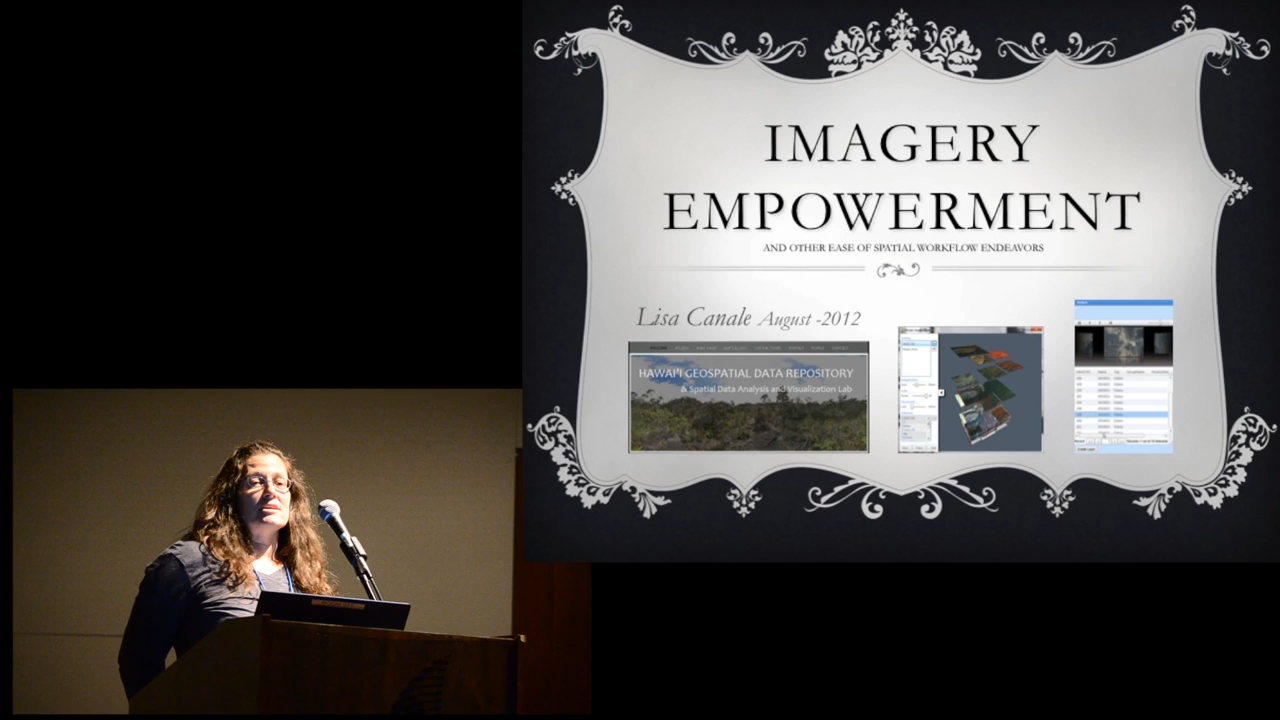 IMAGERY
EMPOWERMENT
AND OTHER EASE OF SPATIAL WORKFLOW ENDEAVORS
Lisa Canale August -2012
HAWAI'I GEOSPATIAL DATA REPOSITORY
& Spatial Data Analysis and Visualization Lab